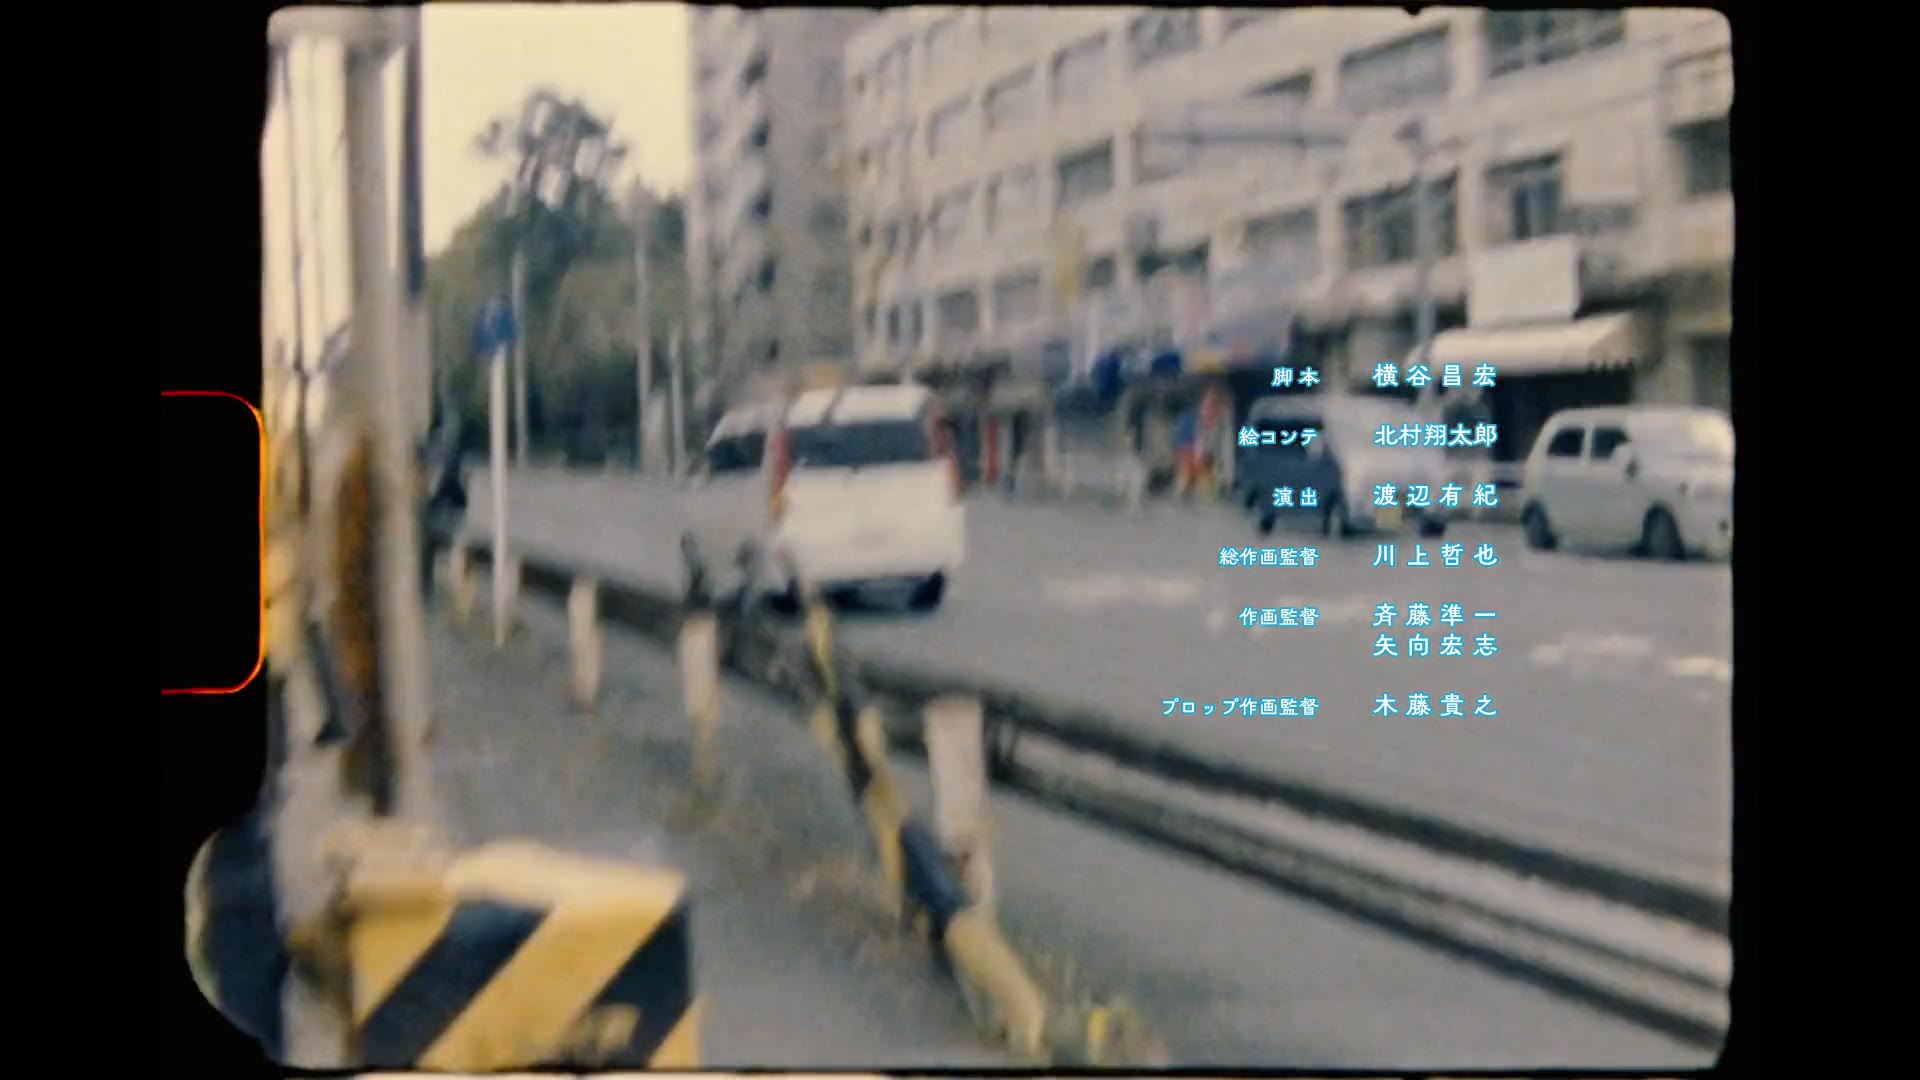 脚本 横谷昌宏
絵コンテ 北村翔太郎
演出 渡辺有紀
総作画監督 川上哲也
作画監督 斉藤準一
矢向宏志
プロップ作画監督 木藤貴之